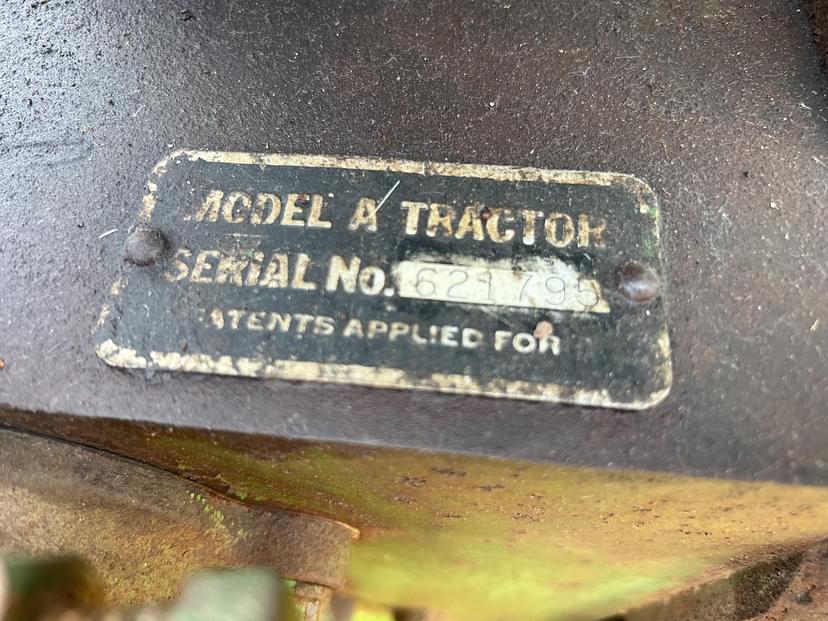 MODEL A TRACTOR
SERIAL No. 621795
PATENTS APPLIED FOR